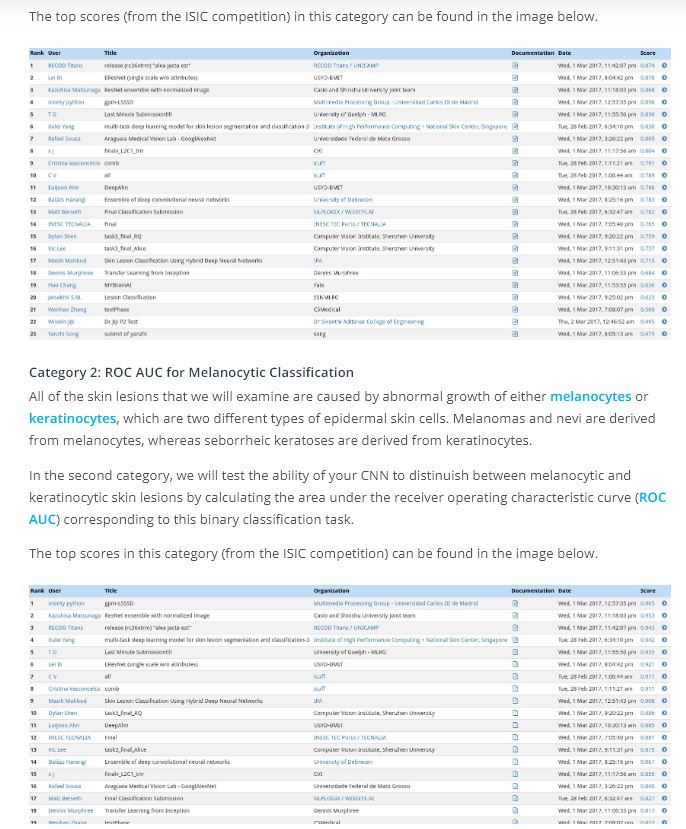 The top scores (from the ISIC competition) in this category can be found in the image below.
Rank User Title Organization Documentation Date Score
1 RECOD Titans release (rc36xtrm) "alea jacta est" RECOD Titans / UNICAMP Wed, 1 Mar 2017, 11:42:07 pm 0.874
2 Lei Bi EResNet (single scale w/o attributes) USYD-BMIT Wed, 1 Mar 2017, 8:04:42 pm 0.870
3 Kazuhisa Matsunaga ResNet ensemble with normalized image Casio and Shinshu University joint team Wed, 1 Mar 2017, 11:18:03 pm 0.868
4 monty python gpm-LSSSD Multimedia Processing Group - Universidad Carlos III de Madrid Wed, 1 Mar 2017, 12:57:35 pm 0.856
5 T D Last Minute Submission!!!! University of Guelph - MLRG Wed, 1 Mar 2017, 11:55:50 pm 0.836
6 Xulei Yang multi-task deep learning model for skin lesion segmentation and classification-3 Institute of High Performance Computing - National Skin Center, Singapore Tue, 28 Feb 2017, 6:34:10 pm 0.830
7 Rafael Sousa Araguaia Medical Vision Lab - GooglNexNet Universidade Federal de Mato Grosso Wed, 1 Mar 2017, 3:26:22 pm 0.805
8 x j finalv_L2C1_trir CVI Wed, 1 Mar 2017, 11:17:56 am 0.804
9 Cristina Vasconcelos comb icuff Tue, 28 Feb 2017, 1:11:21 am 0.791
10 C V all icuff Tue, 28 Feb 2017, 1:06:44 am 0.789
11 Euijoon Ahn DeepAhn USYD-BMIT Wed, 1 Mar 2017, 10:30:13 am 0.786
12 Balázs Harangi Ensemble of deep convolutional neural networks University of Debrecen Wed, 1 Mar 2017, 8:25:16 pm 0.783
13 Matt Berseth Final Classification Submission NLPLOGIX / WISEEYE.AI Tue, 28 Feb 2017, 8:32:47 am 0.782
14 INESC TECNALIA final INESC TEC Porto / TECNALIA Wed, 1 Mar 2017, 7:05:40 pm 0.765
15 Dylan Shen task3_final_RQ Computer Vision Institute, Shenzhen University Wed, 1 Mar 2017, 9:20:22 pm 0.759
16 Vic Lee task3_final_Alice Computer Vision Institute, Shenzhen University Wed, 1 Mar 2017, 9:11:31 pm 0.757
17 Masih Mahbod Skin Lesion Classification Using Hybrid Deep Neural Networks IPA Wed, 1 Mar 2017, 12:51:43 pm 0.715
18 Dennis Murphree Transfer Learning from Inception Dennis Murphree Wed, 1 Mar 2017, 11:06:33 pm 0.684
19 Hao Chang MYBrainAI Yale Wed, 1 Mar 2017, 11:53:55 pm 0.636
20 Jaisakthi S.M. Lesion Classification SSNMLRG Wed, 1 Mar 2017, 9:25:02 pm 0.623
21 Wenhao Zhang testPhase CSMedical Wed, 1 Mar 2017, 7:08:07 pm 0.500
22 Wiselin Jiji Dr Jiji P2 Test Dr Sivanthi Aditanar College of Engineering Thu, 2 Mar 2017, 12:46:52 am 0.495
23 Yanzhi Song submit of yanzhi song Wed, 1 Mar 2017, 8:05:13 am 0.475
Category 2: ROC AUC for Melanocytic Classification
All of the skin lesions that we will examine are caused by abnormal growth of either melanocytes or
keratinocytes, which are two different types of epidermal skin cells. Melanomas and nevi are derived
from melanocytes, whereas seborrheic keratoses are derived from keratinocytes.
In the second category, we will test the ability of your CNN to distinuish between melanocytic and
keratinocytic skin lesions by calculating the area under the receiver operating characteristic curve (ROC
AUC) corresponding to this binary classification task.
The top scores in this category (from the ISIC competition) can be found in the image below.
Rank User Title Organization Documentation Date Score
1 monty python gpm-LSSSD Multimedia Processing Group - Universidad Carlos III de Madrid Wed, 1 Mar 2017, 12:57:35 pm 0.965
2 Kazuhisa Matsunaga ResNet ensemble with normalized image Casio and Shinshu University joint team Wed, 1 Mar 2017, 11:18:03 pm 0.953
3 RECOD Titans release (rc36xtrm) "alea jacta est" RECOD Titans / UNICAMP Wed, 1 Mar 2017, 11:42:07 pm 0.943
4 Xulei Yang multi-task deep learning model for skin lesion segmentation and classification-3 Institute of High Performance Computing - National Skin Center, Singapore Tue, 28 Feb 2017, 6:34:10 pm 0.942
5 T D Last Minute Submission!!!! University of Guelph - MLRG Wed, 1 Mar 2017, 11:55:50 pm 0.935
6 Lei Bi EResNet (single scale w/o attributes) USYD-BMIT Wed, 1 Mar 2017, 8:04:42 pm 0.921
7 C V all icuff Tue, 28 Feb 2017, 1:06:44 am 0.911
8 Cristina Vasconcelos comb icuff Tue, 28 Feb 2017, 1:11:21 am 0.911
9 Masih Mahbod Skin Lesion Classification Using Hybrid Deep Neural Networks IPA Wed, 1 Mar 2017, 12:51:43 pm 0.908
10 Dylan Shen task3_final_RQ Computer Vision Institute, Shenzhen University Wed, 1 Mar 2017, 9:20:22 pm 0.886
11 Euijoon Ahn DeepAhn USYD-BMIT Wed, 1 Mar 2017, 10:30:13 am 0.885
12 INESC TECNALIA final INESC TEC Porto / TECNALIA Wed, 1 Mar 2017, 7:05:40 pm 0.881
13 Vic Lee task3_final_Alice Computer Vision Institute, Shenzhen University Wed, 1 Mar 2017, 9:11:31 pm 0.875
14 Balázs Harangi Ensemble of deep convolutional neural networks University of Debrecen Wed, 1 Mar 2017, 8:25:16 pm 0.867
15 x j finalv_L2C1_trir CVI Wed, 1 Mar 2017, 11:17:56 am 0.855
16 Rafael Sousa Araguaia Medical Vision Lab - GooglNexNet Universidade Federal de Mato Grosso Wed, 1 Mar 2017, 3:26:22 pm
17 Matt Berseth Final Classification Submission NLPLOGIX / WISEEYE.AI Tue, 28 Feb 2017, 8:32:47 am 0.827
18 Dennis Murphree Transfer Learning from Inception Dennis Murphree Wed, 1 Mar 2017, 11:06:33 pm 0.817
19 Wenhao Zhang testPhase CSMedical